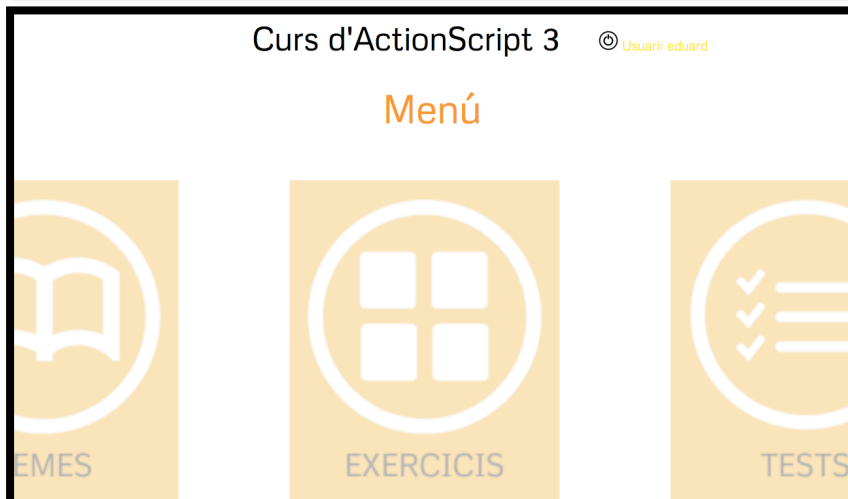 Curs d'ActionScript 3
Usuari: eduard
Menú
EMES
EXERCICIS
TESTS